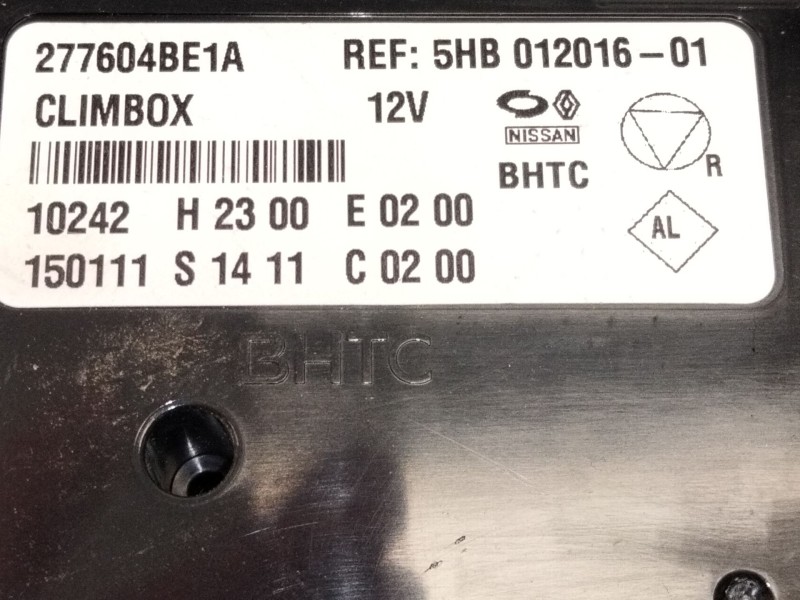 277604BE1A REF: 5HB 012016-01
CLIMBOX 12V
NISSAN
BHTC
R
AL
10242 H 23 00 E 02 00
150111 S 14 11 C 02 00
BHTC